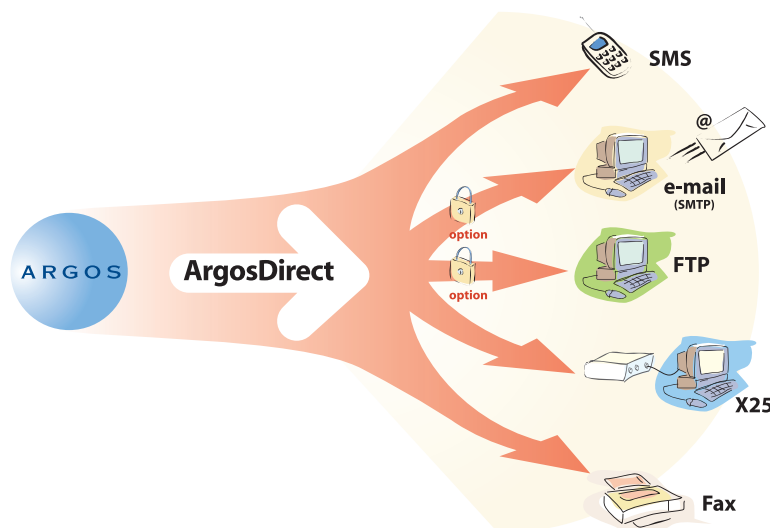 SMS
@
e-mail
(SMTP)
option
ARGOS
ArgosDirect
FTP
option
X25
Fax